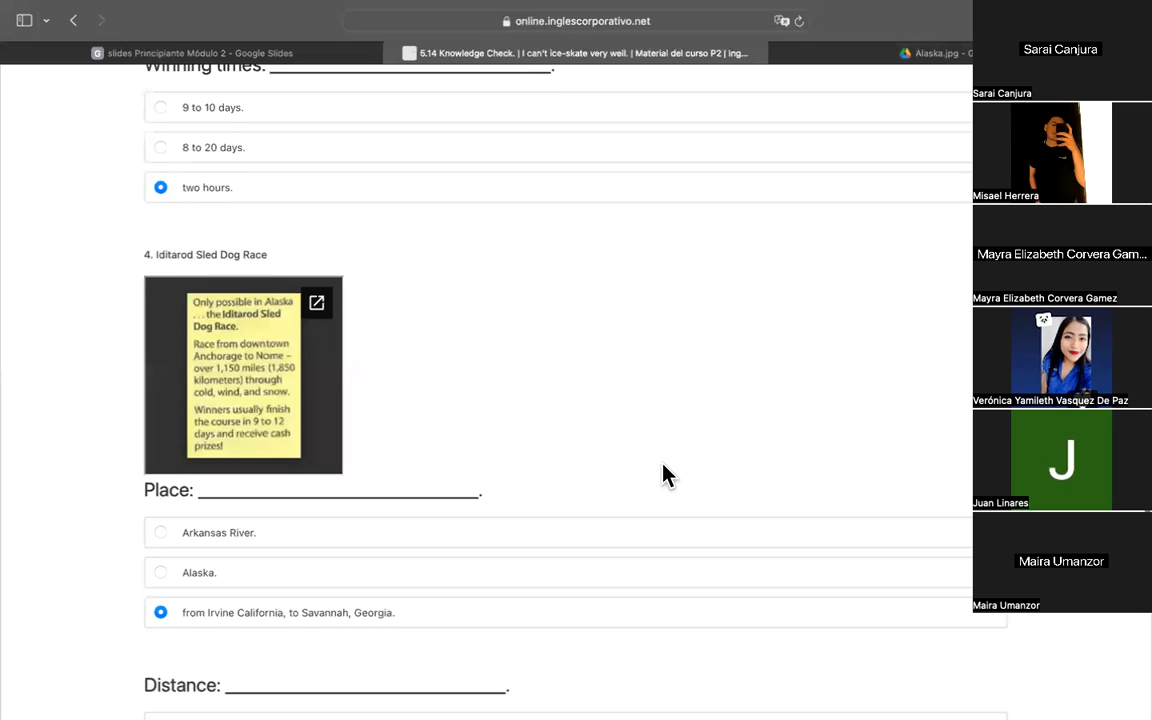 online.inglescorporativo.net
slides Principiante Módulo 2 - Google Slides
5.14 Knowledge Check. | I can't ice-skate very well. | Material del curso P2 | Ing...
Alaska.jpg - G
Winning times: ______________________________.
9 to 10 days.
8 to 20 days.
two hours.
4. Iditarod Sled Dog Race
Only possible in Alaska
. . . the Iditarod Sled
Dog Race.
Race from downtown
Anchorage to Nome –
over 1,150 miles (1,850
kilometers) through
cold, wind, and snow.
Winners usually finish
the course in 9 to 12
days and receive cash
prizes!
Place: ______________________________.
Arkansas River.
Alaska.
from Irvine California, to Savannah, Georgia.
Distance: ______________________________.
Sarai Canjura
Sarai Canjura
Misael Herrera
Mayra Elizabeth Corvera Gam...
Mayra Elizabeth Corvera Gamez
Verónica Yamileth Vasquez De Paz
J
Juan Linares
Maira Umanzor
Maira Umanzor